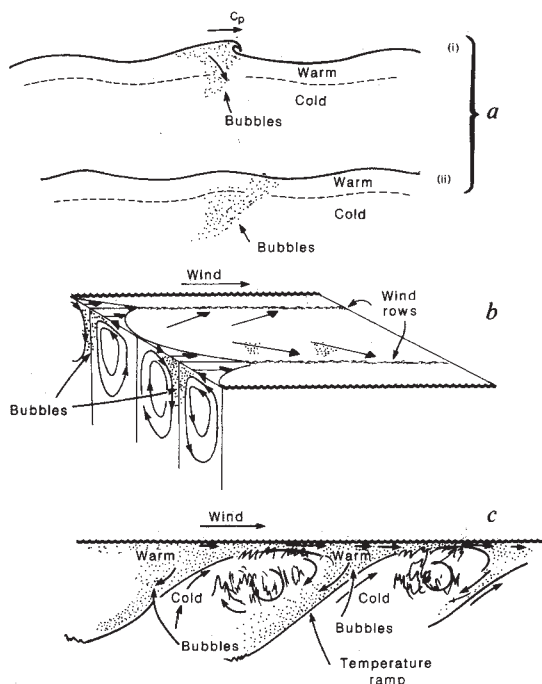 Cp
(i)
Warm
Cold
Bubbles
a
Warm
(ii)
Cold
Bubbles
Wind
b
Wind
rows
Bubbles
c
Wind
Warm
Warm
Cold
Cold
Bubbles
Bubbles
Temperature
ramp